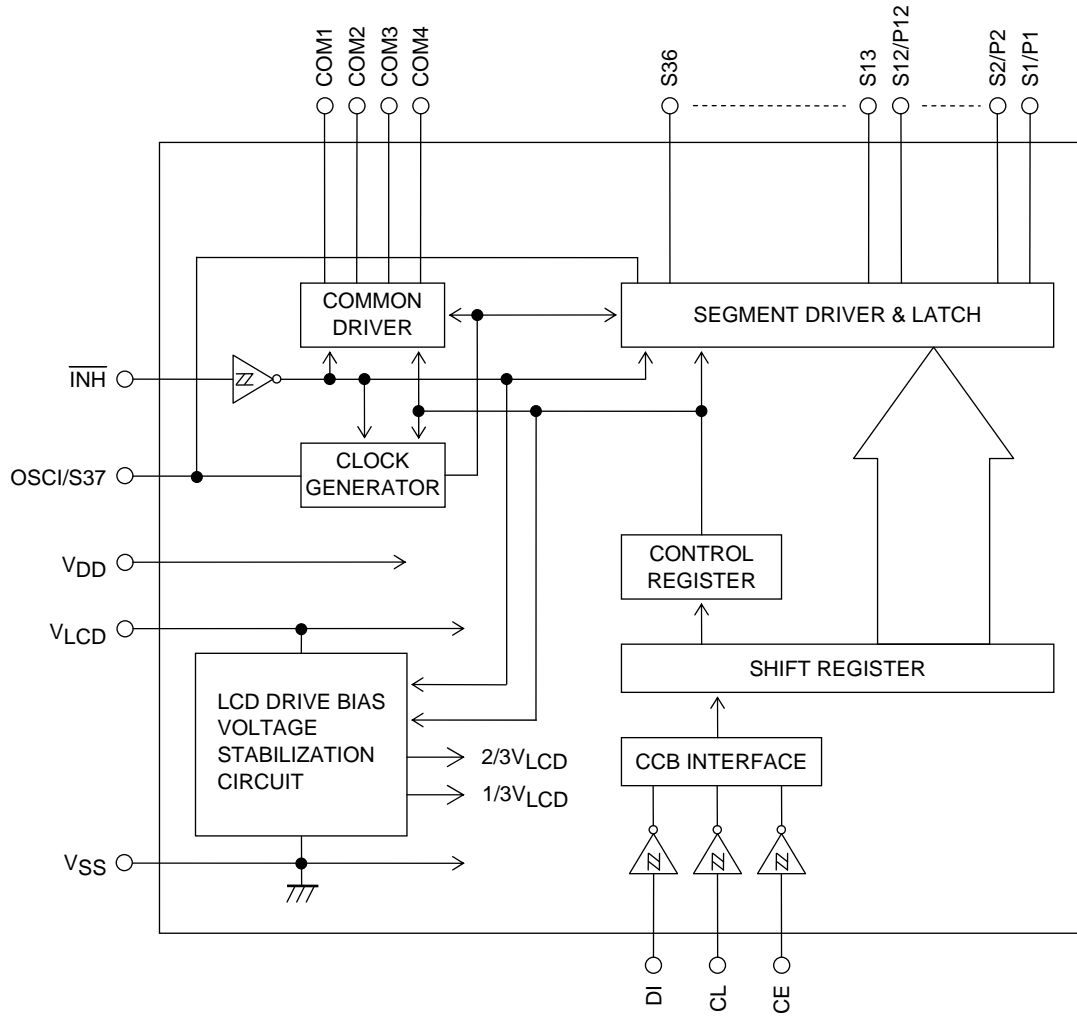 COM1
COM2
COM3
COM4
S36
S13
S12/P12
S2/P2
S1/P1
COMMON
DRIVER
SEGMENT DRIVER & LATCH
INH
OSCI/S37
CLOCK
GENERATOR
VDD
CONTROL
REGISTER
VLCD
SHIFT REGISTER
LCD DRIVE BIAS
VOLTAGE
STABILIZATION
CIRCUIT
2/3VLCD
1/3VLCD
CCB INTERFACE
VSS
DI
CL
CE